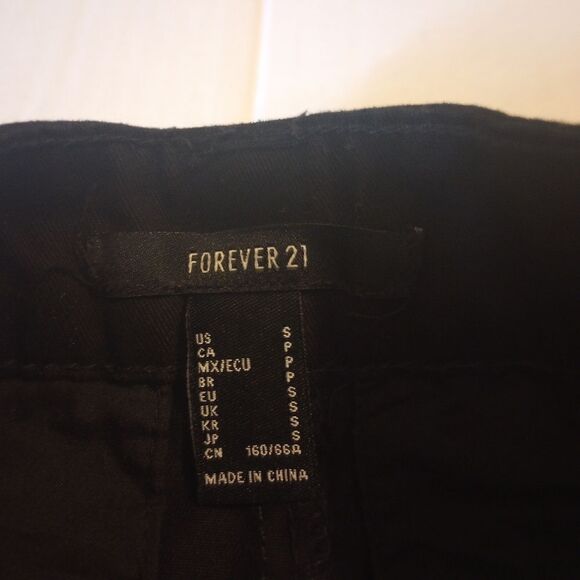 FOREVER 21
US S
CA P
MX/ECU P
BR P
EU S
UK S
KR S
JP S
CN 160/66A
MADE IN CHINA